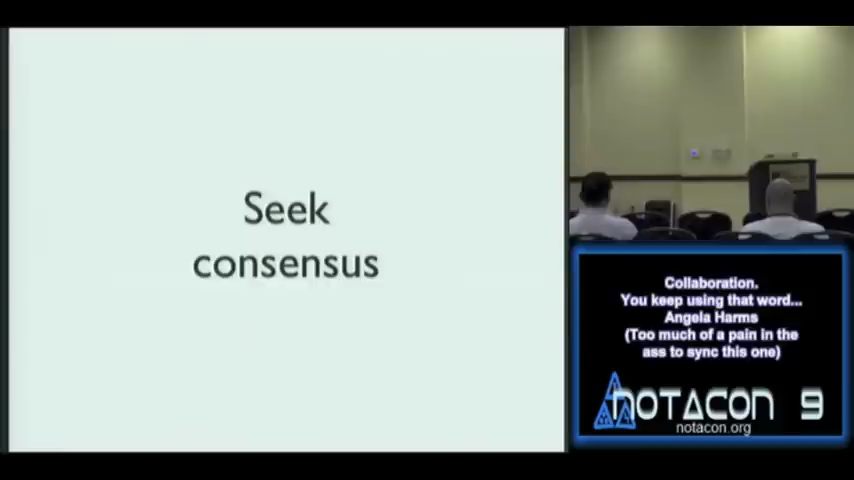 Seek
consensus
Collaboration.
You keep using that word...
Angela Harms
(Too much of a pain in the
ass to sync this one)
NOTACON 9
notacon.org